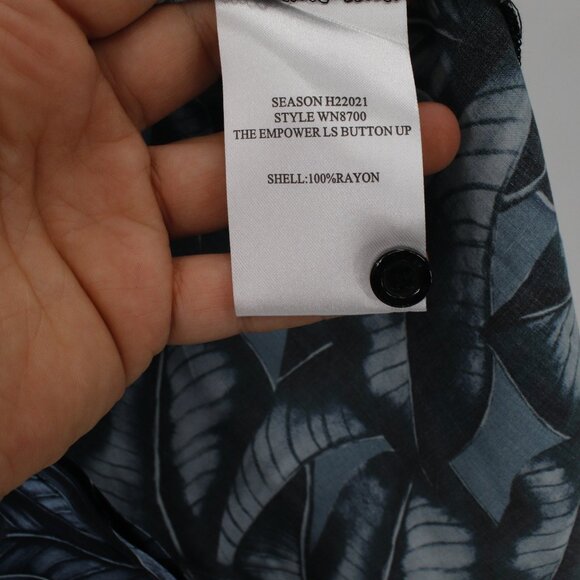 SEASON H22021
STYLE WN8700
THE EMPOWER LS BUTTON UP
SHELL:100%RAYON